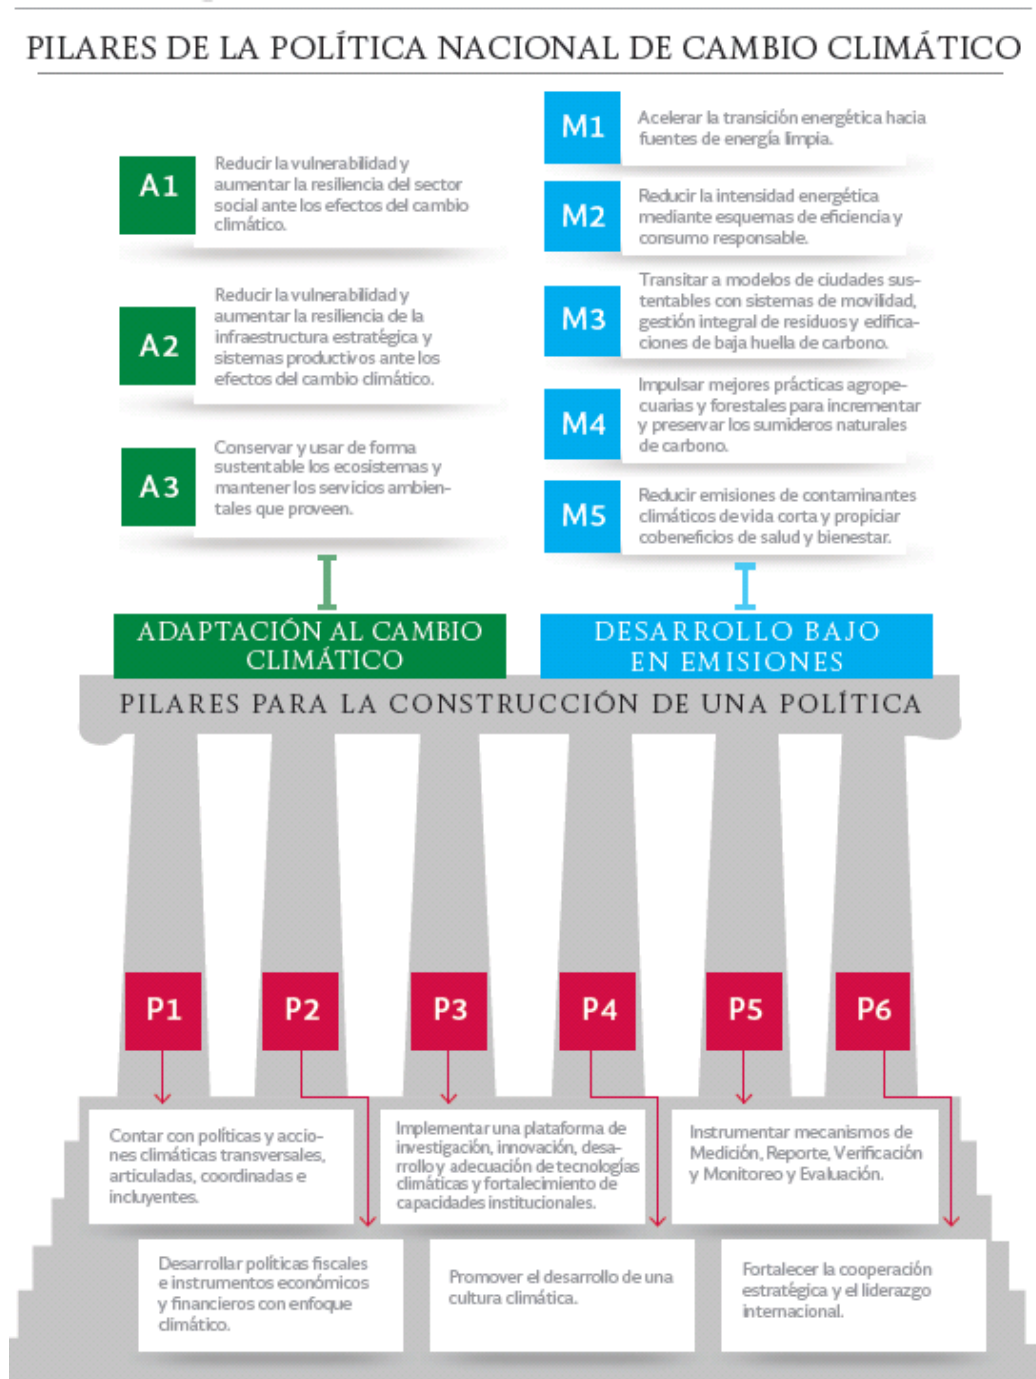 PILARES DE LA POLÍTICA NACIONAL DE CAMBIO CLIMÁTICO
A1
Reducir la vulnerabilidad y
aumentar la resiliencia del sector
social ante los efectos del cambio
climático.
A2
Reducir la vulnerabilidad y
aumentar la resiliencia de la
infraestructura estratégica y
sistemas productivos ante los
efectos del cambio climático.
A3
Conservar y usar de forma
sustentable los ecosistemas y
mantener los servicios ambien-
tales que proveen.
M1
Acelerar la transición energética hacia
fuentes de energía limpia.
M2
Reducir la intensidad energética
mediante esquemas de eficiencia y
consumo responsable.
M3
Transitar a modelos de ciudades sus-
tentables con sistemas de movilidad,
gestión integral de residuos y edifica-
ciones de baja huella de carbono.
M4
Impulsar mejores prácticas agrope-
cuarias y forestales para incrementar
y preservar los sumideros naturales
de carbono.
M5
Reducir emisiones de contaminantes
climáticos de vida corta y propiciar
cobeneficios de salud y bienestar.
ADAPTACIÓN AL CAMBIO
CLIMÁTICO
DESARROLLO BAJO
EN EMISIONES
PILARES PARA LA CONSTRUCCIÓN DE UNA POLÍTICA
P1
P2
P3
P4
P5
P6
Contar con políticas y accio-
nes climáticas transversales,
articuladas, coordinadas e
incluyentes.
Implementar una plataforma de
investigación, innovación, desa-
rrollo y adecuación de tecnologías
climáticas y fortalecimiento de
capacidades institucionales.
Instrumentar mecanismos de
Medición, Reporte, Verificación
y Monitoreo y Evaluación.
Desarrollar políticas fiscales
e instrumentos económicos
y financieros con enfoque
climático.
Promover el desarrollo de una
cultura climática.
Fortalecer la cooperación
estratégica y el liderazgo
internacional.